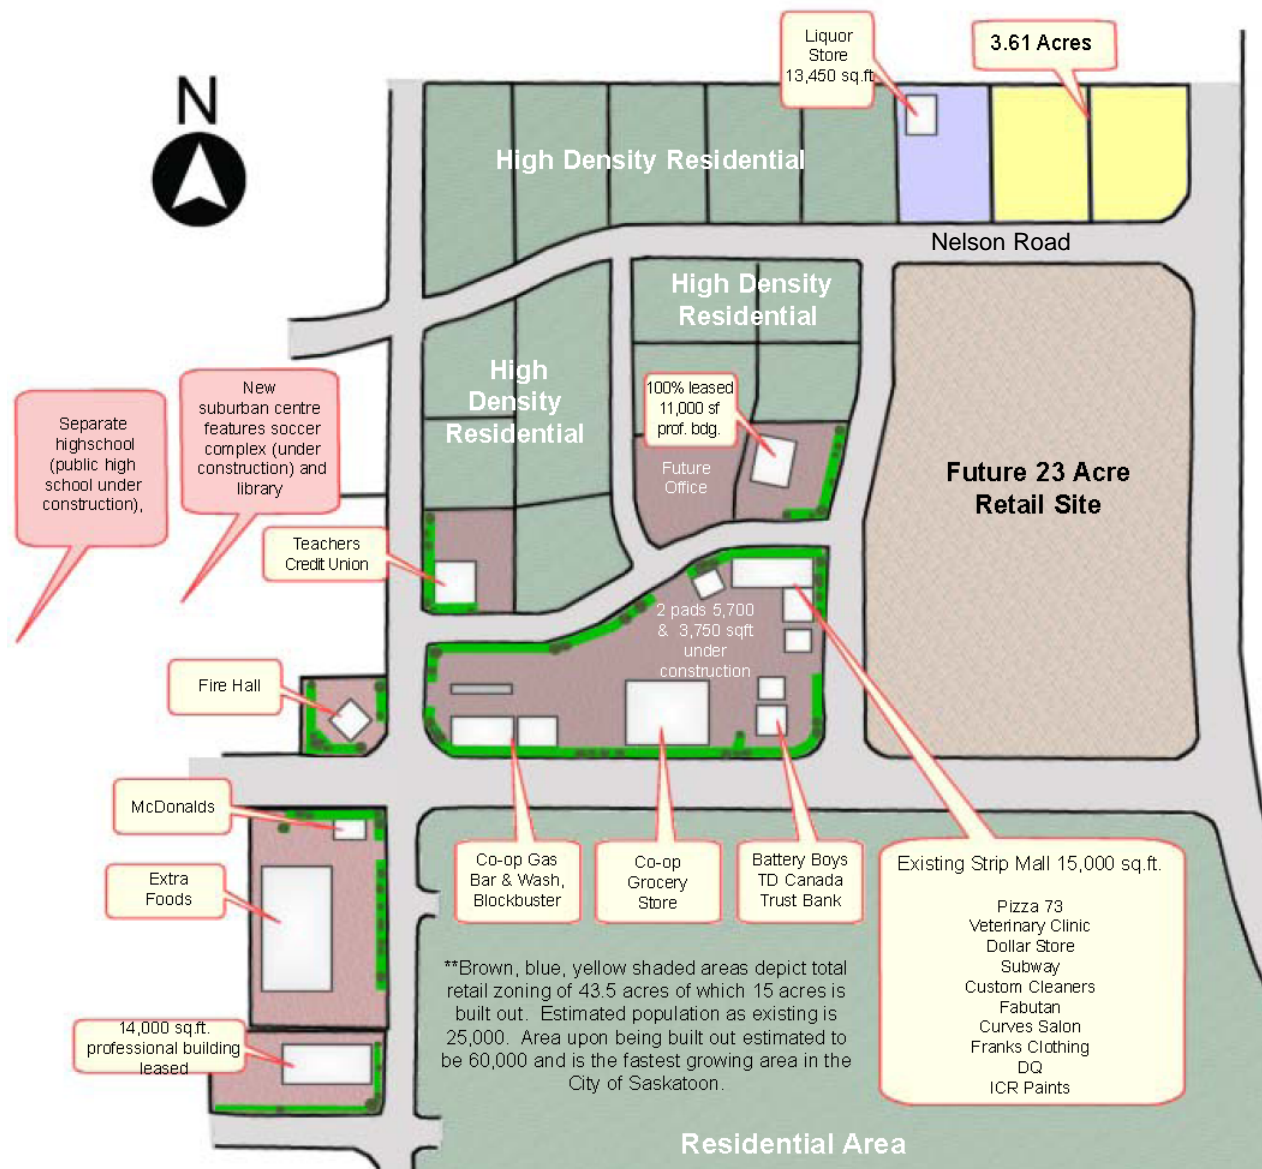 Liquor
Store
13,450 sq.ft
3.61 Acres
N
High Density Residential
Nelson Road
High Density
Residential
High
Density
Residential
100% leased
11,000 sf
prof. bdg.
Future
Office
Future 23 Acre
Retail Site
Separate
highschool
(public high
school under
construction),
New
suburban centre
features soccer
complex (under
construction) and
library
Teachers
Credit Union
2 pads 5,700
& 3,750 sqft
under
construction
Fire Hall
McDonalds
Extra
Foods
14,000 sq.ft.
professional building
leased
Co-op Gas
Bar & Wash,
Blockbuster
Co-op
Grocery
Store
Battery Boys
TD Canada
Trust Bank
Existing Strip Mall 15,000 sq.ft.
Pizza 73
Veterinary Clinic
Dollar Store
Subway
Custom Cleaners
Fabutan
Curves Salon
Franks Clothing
DQ
ICR Paints
**Brown, blue, yellow shaded areas depict total
retail zoning of 43.5 acres of which 15 acres is
built out. Estimated population as existing is
25,000. Area upon being built out estimated to
be 60,000 and is the fastest growing area in the
City of Saskatoon.
Residential Area